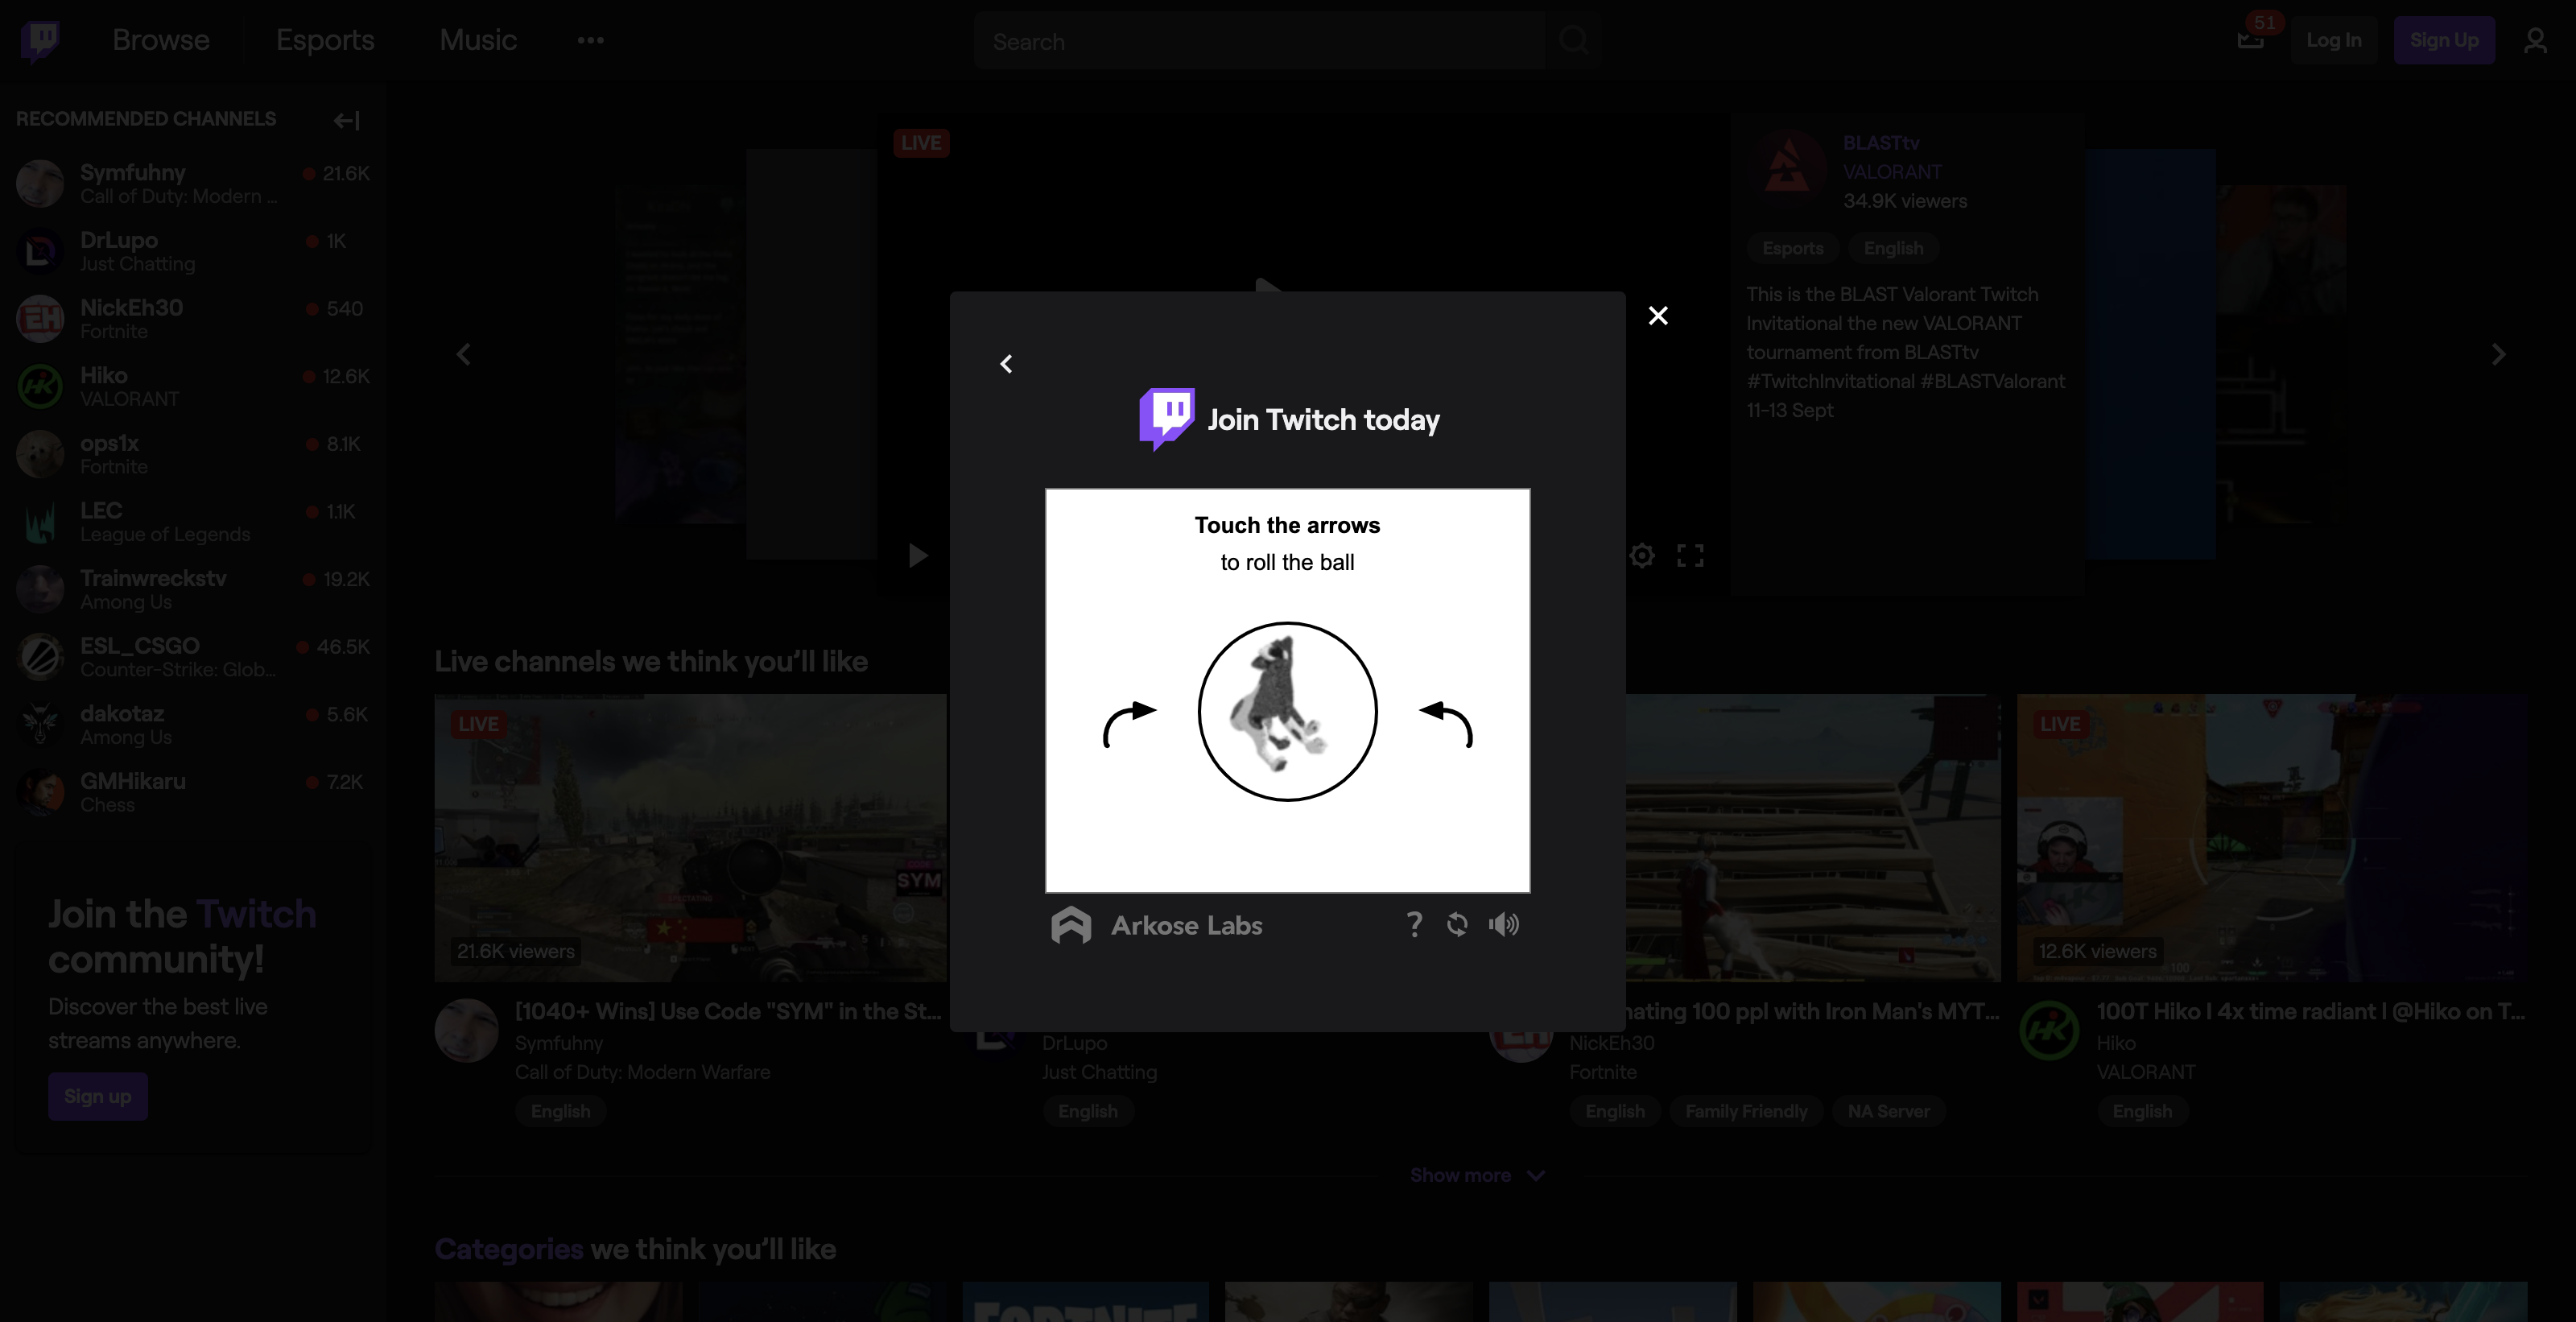 Browse
Esports
Music
Search
51
Log In
Sign Up
RECOMMENDED CHANNELS
Symfuhny
21.6K
Call of Duty: Modern ...
DrLupo
1K
Just Chatting
NickEh30
540
Fortnite
Hiko
12.6K
VALORANT
ops1x
8.1K
Fortnite
LEC
1.1K
League of Legends
Trainwreckstv
19.2K
Among Us
ESL_CSGO
46.5K
Counter-Strike: Glob...
dakotaz
5.6K
Among Us
GMHikaru
7.2K
Chess
Join the Twitch
community!
Discover the best live
streams anywhere.
Sign up
LIVE
BLASTtv
VALORANT
34.9K viewers
Esports
English
This is the BLAST Valorant Twitch
Invitational the new VALORANT
tournament from BLASTtv
#TwitchInvitational #BLASTValorant
11-13 Sept
Join Twitch today
Touch the arrows
to roll the ball
Arkose Labs
Live channels we think you'll like
LIVE
SYM
21.6K viewers
[1040+ Wins] Use Code "SYM" in the St...
Symfuhny
Call of Duty: Modern Warfare
English
DrLupo
Just Chatting
English
nating 100 ppl with Iron Man's MYT...
NickEh30
Fortnite
English
Family Friendly
NA Server
LIVE
12.6K viewers
100T Hiko l 4x time radiant l @Hiko on T...
Hiko
VALORANT
English
Show more
Categories we think you'll like
FORTNITE